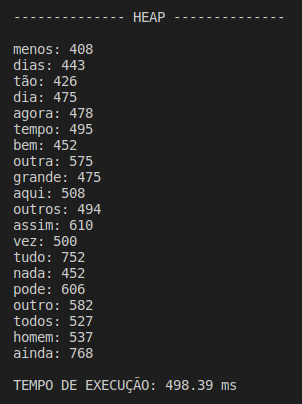 -------------- HEAP --------------
menos: 408
dias: 443
tão: 426
dia: 475
agora: 478
tempo: 495
bem: 452
outra: 575
grande: 475
aqui: 508
outros: 494
assim: 610
vez: 500
tudo: 752
nada: 452
pode: 606
outro: 582
todos: 527
homem: 537
ainda: 768
TEMPO DE EXECUÇÃO: 498.39 ms